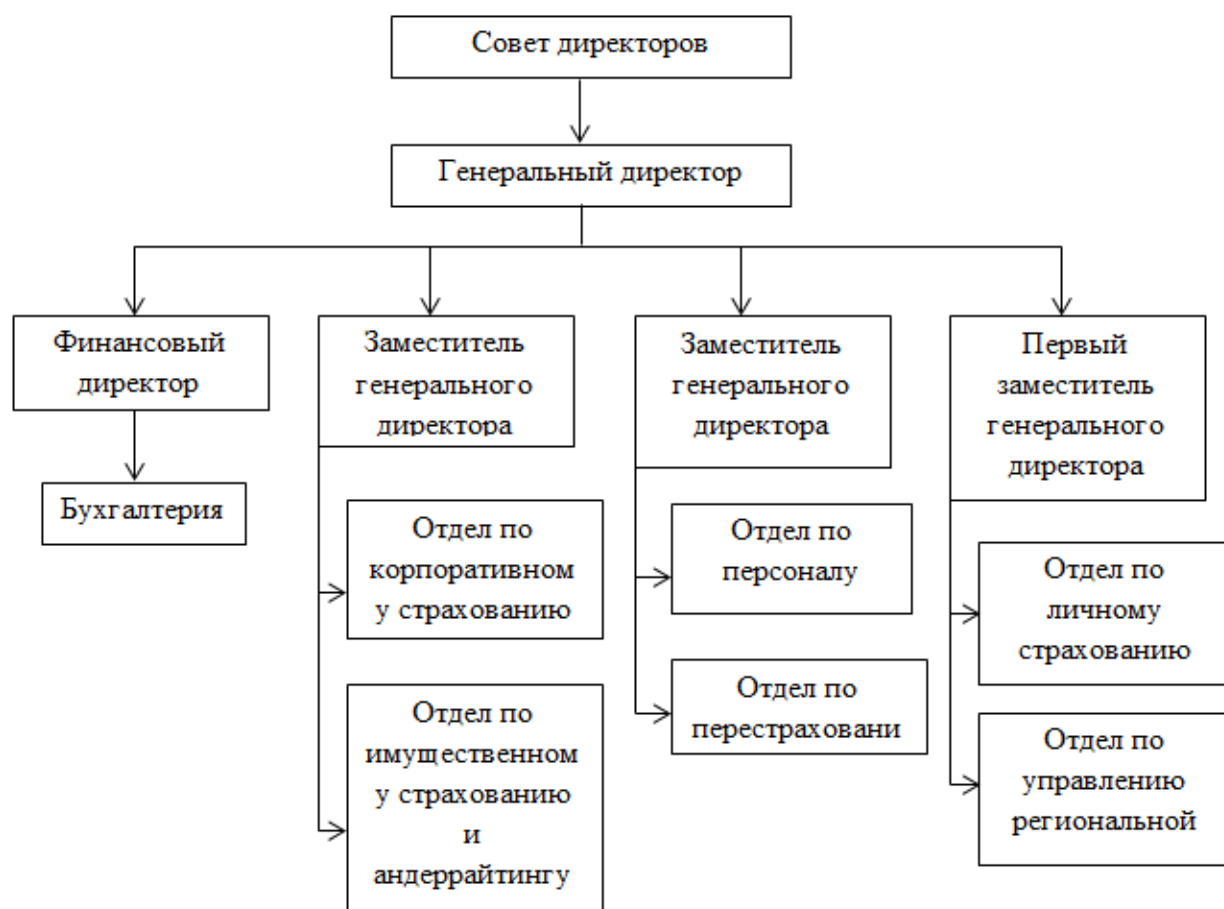 Совет директоров
Генеральный директор
Финансовый
директор
Бухгалтерия
Заместитель
генерального
директора
Отдел по
корпоративном
у страхованию
Отдел по
имущественном
у страхованию
и
андеррайтингу
Заместитель
генерального
директора
Отдел по
персоналу
Отдел по
перестраховани
Первый
заместитель
генерального
директора
Отдел по
личному
страхованию
Отдел по
управлению
региональной